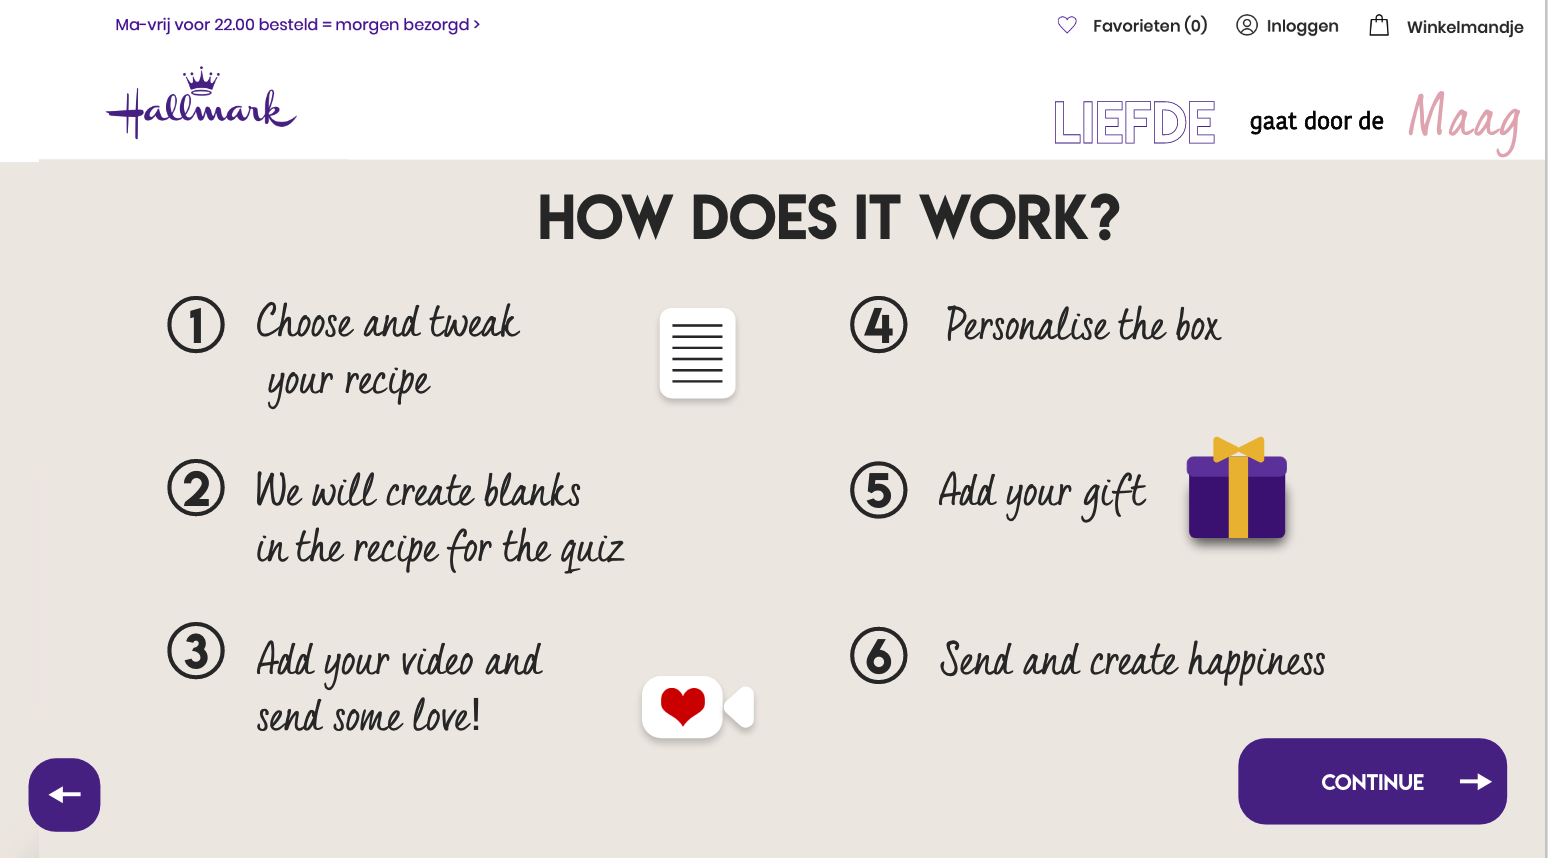 Ma-vrij voor 22.00 besteld = morgen bezorgd >
Favorieten (0)
Inloggen
Winkelmandje
Hallmark
LIEFDE gaat door de Maag
HOW DOES IT WORK?
1 Choose and tweak
your recipe
2 We will create blanks
in the recipe for the quiz
3 Add your video and
send some love!
4 Personalise the box
5 Add your gift
6 Send and create happiness
CONTINUE